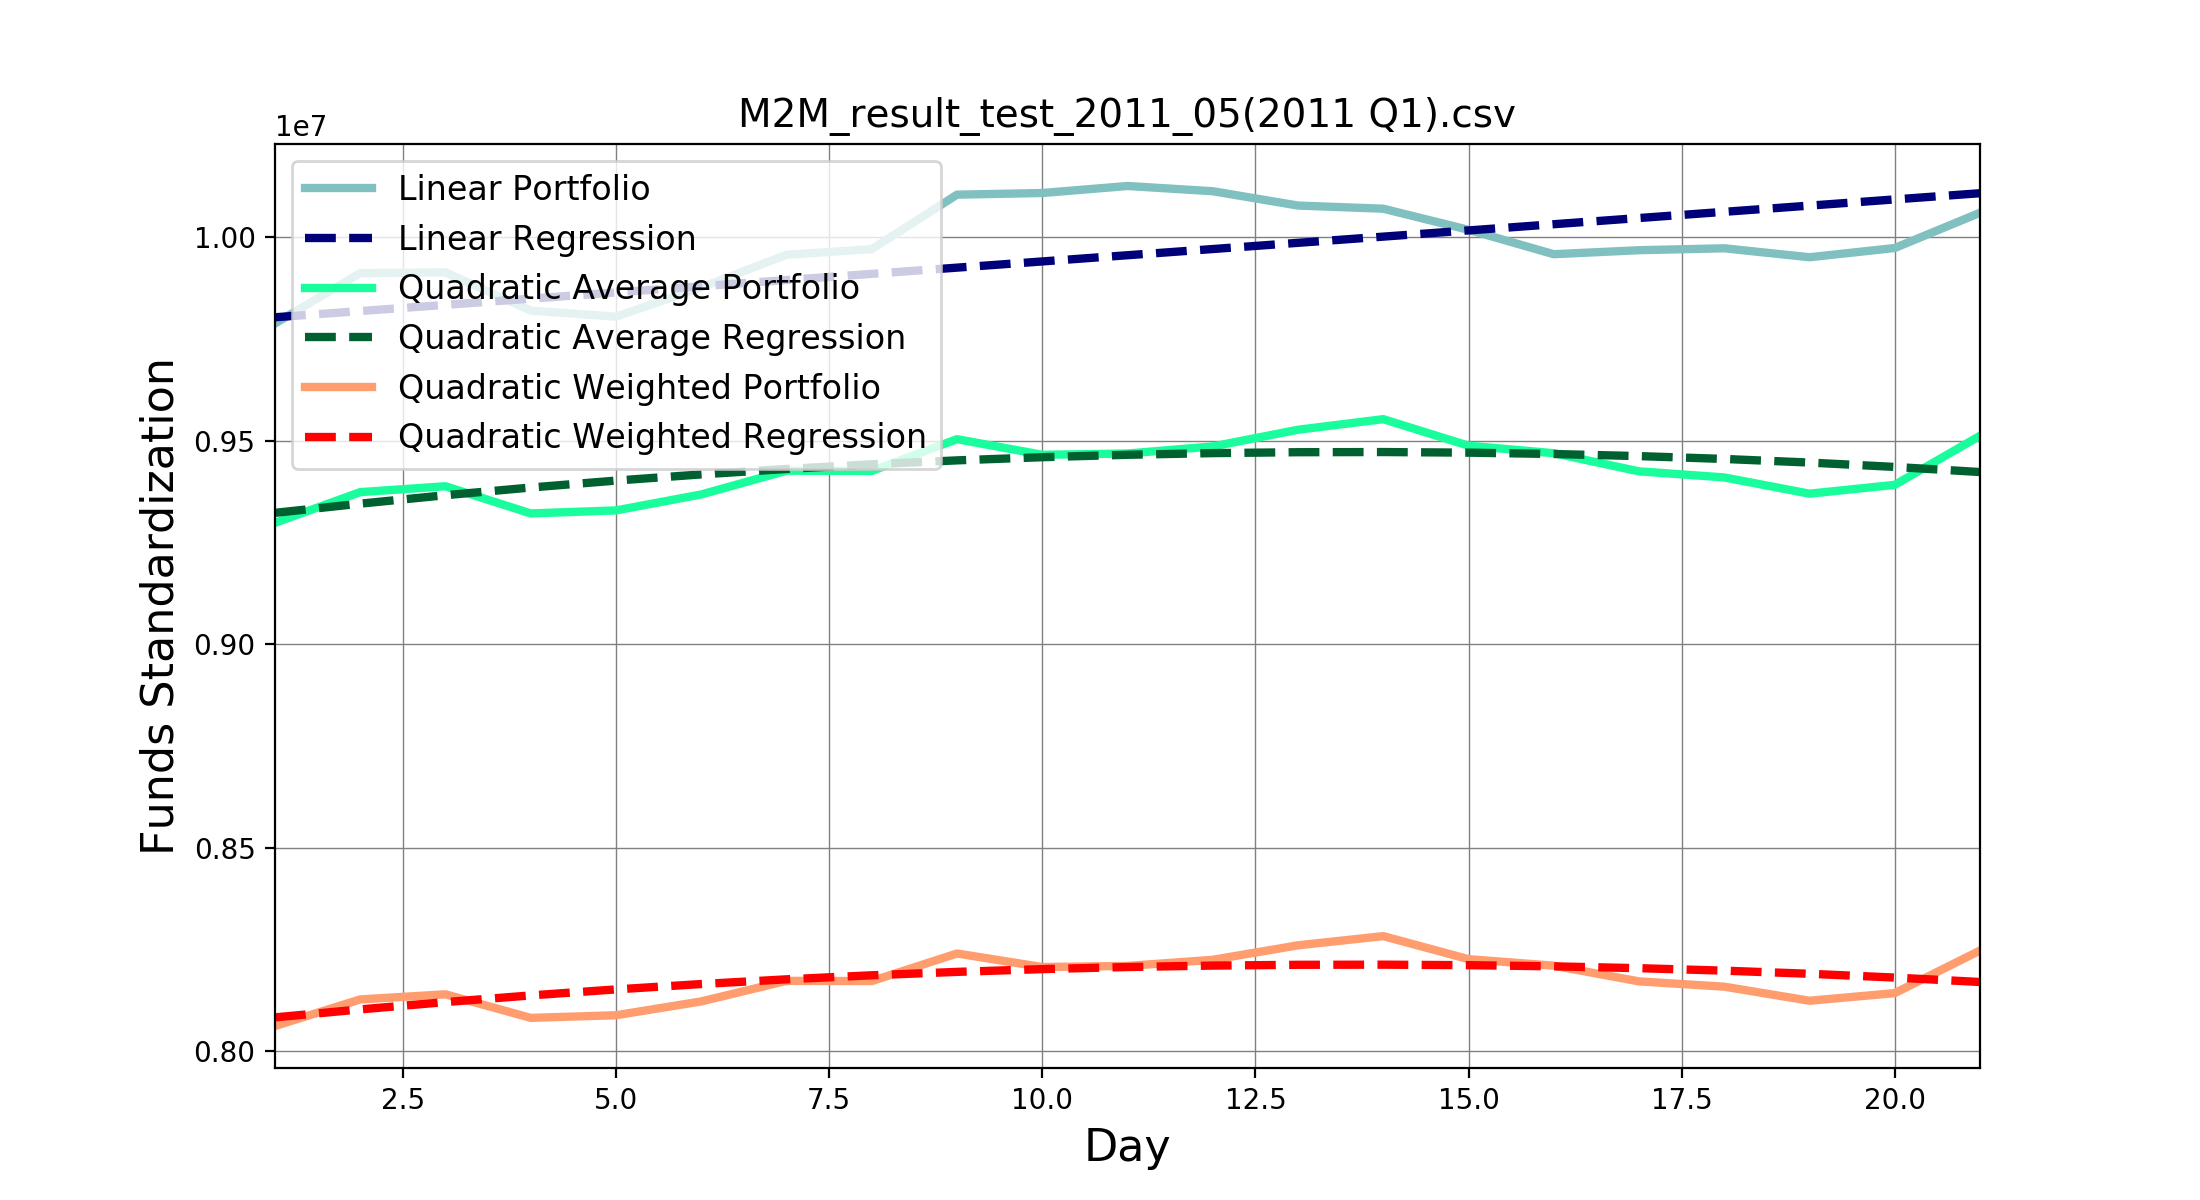 M2M_result_test_2011_05(2011 Q1).csv
1e7
Linear Portfolio
Linear Regression
Quadratic Average Portfolio
Quadratic Average Regression
Quadratic Weighted Portfolio
Quadratic Weighted Regression
1.00
0.95
0.90
0.85
0.80
Funds Standardization
2.5 5.0 7.5 10.0 12.5 15.0 17.5 20.0
Day